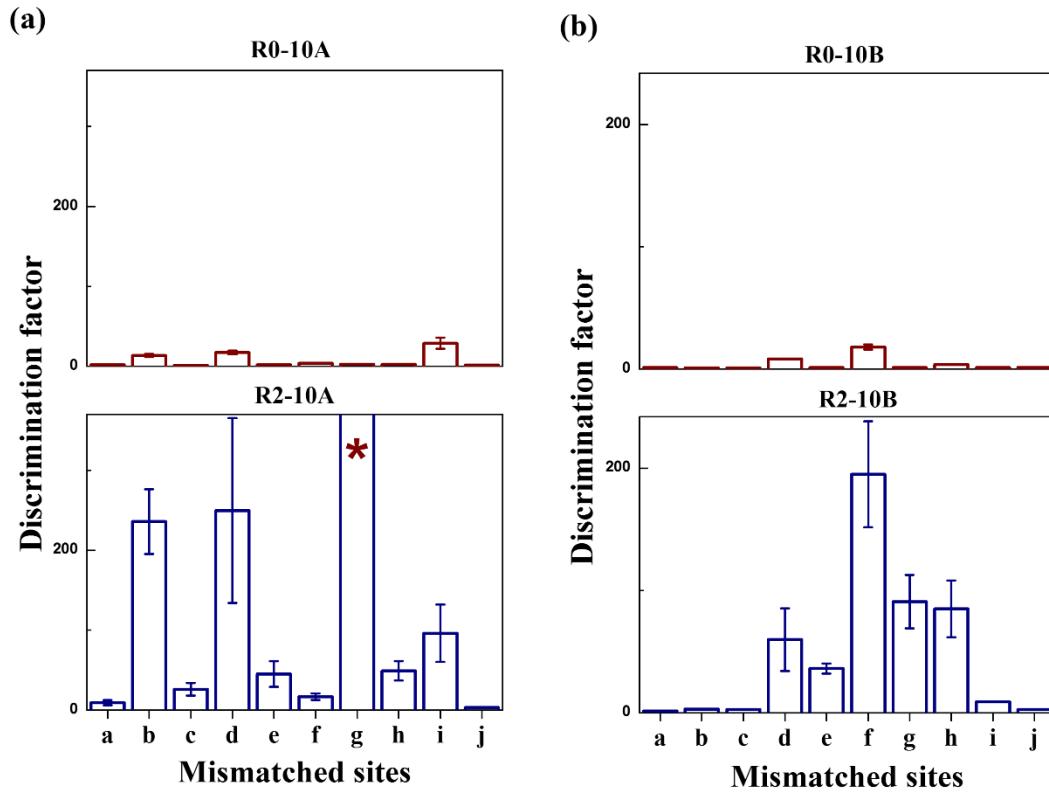 (a)
R0-10A
200
0
R2-10A
200
0
*
a b c d e f g h i j
Mismatched sites
Discrimination factor
(b)
R0-10B
200
0
R2-10B
200
0
a b c d e f g h i j
Mismatched sites
Discrimination factor